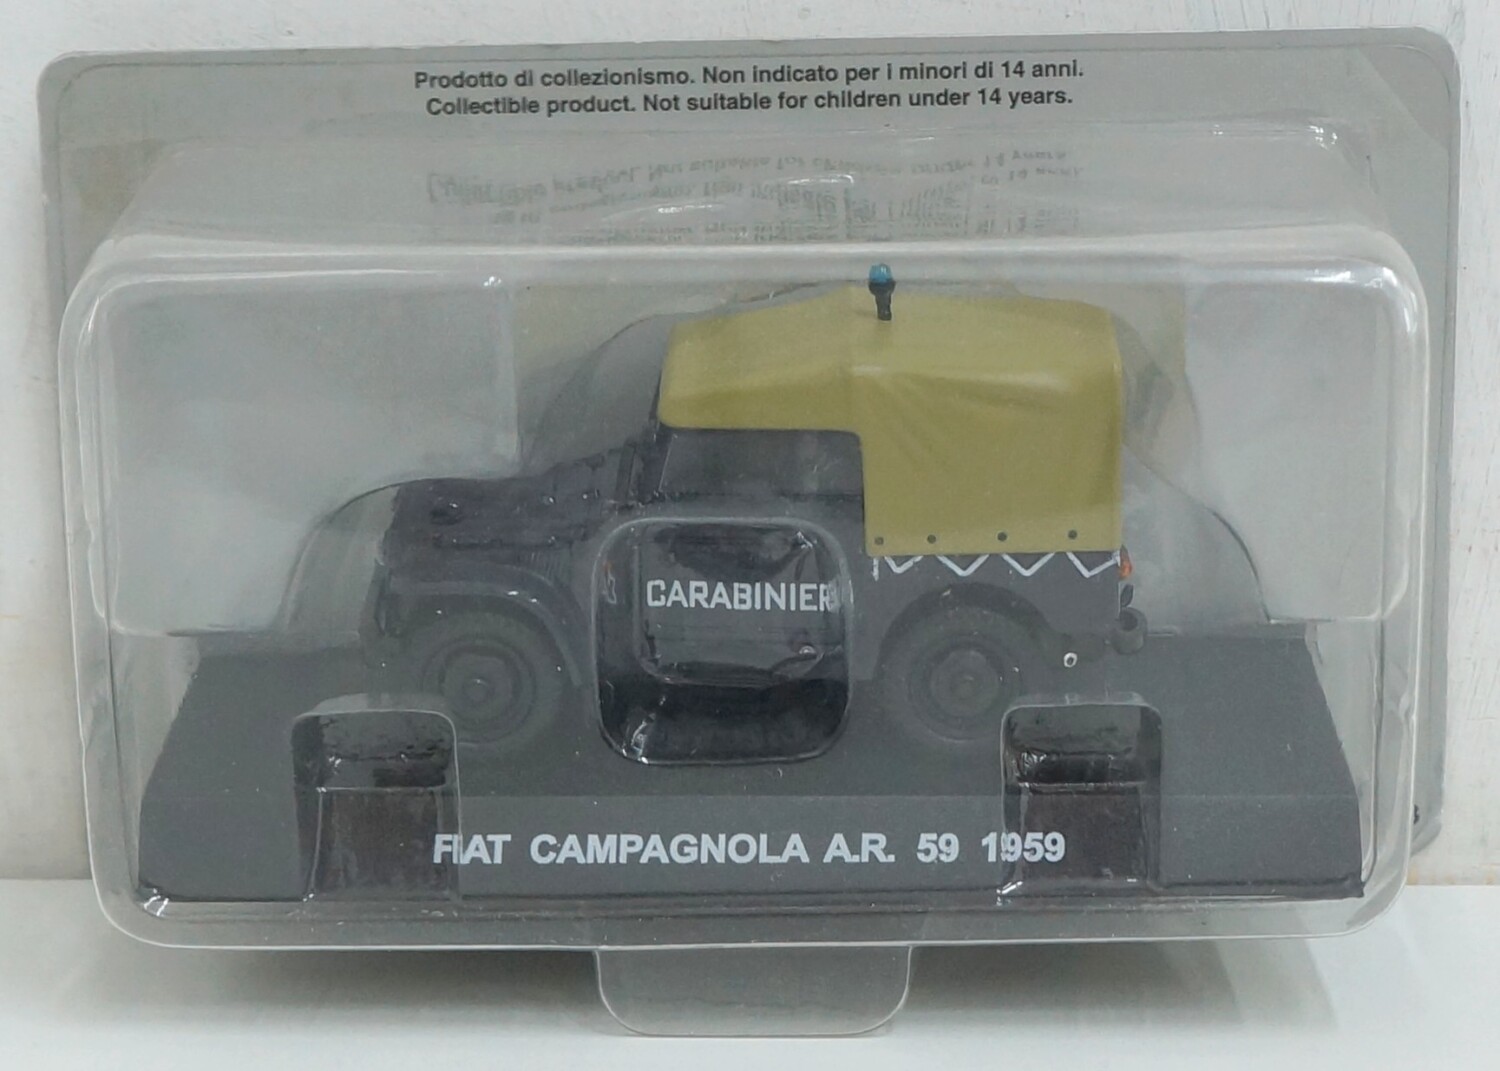 Prodotto di collezionismo. Non indicato per i minori di 14 anni.
Collectible product. Not suitable for children under 14 years.
CARABINIERI
FIAT CAMPAGNOLA A.R. 59 1959